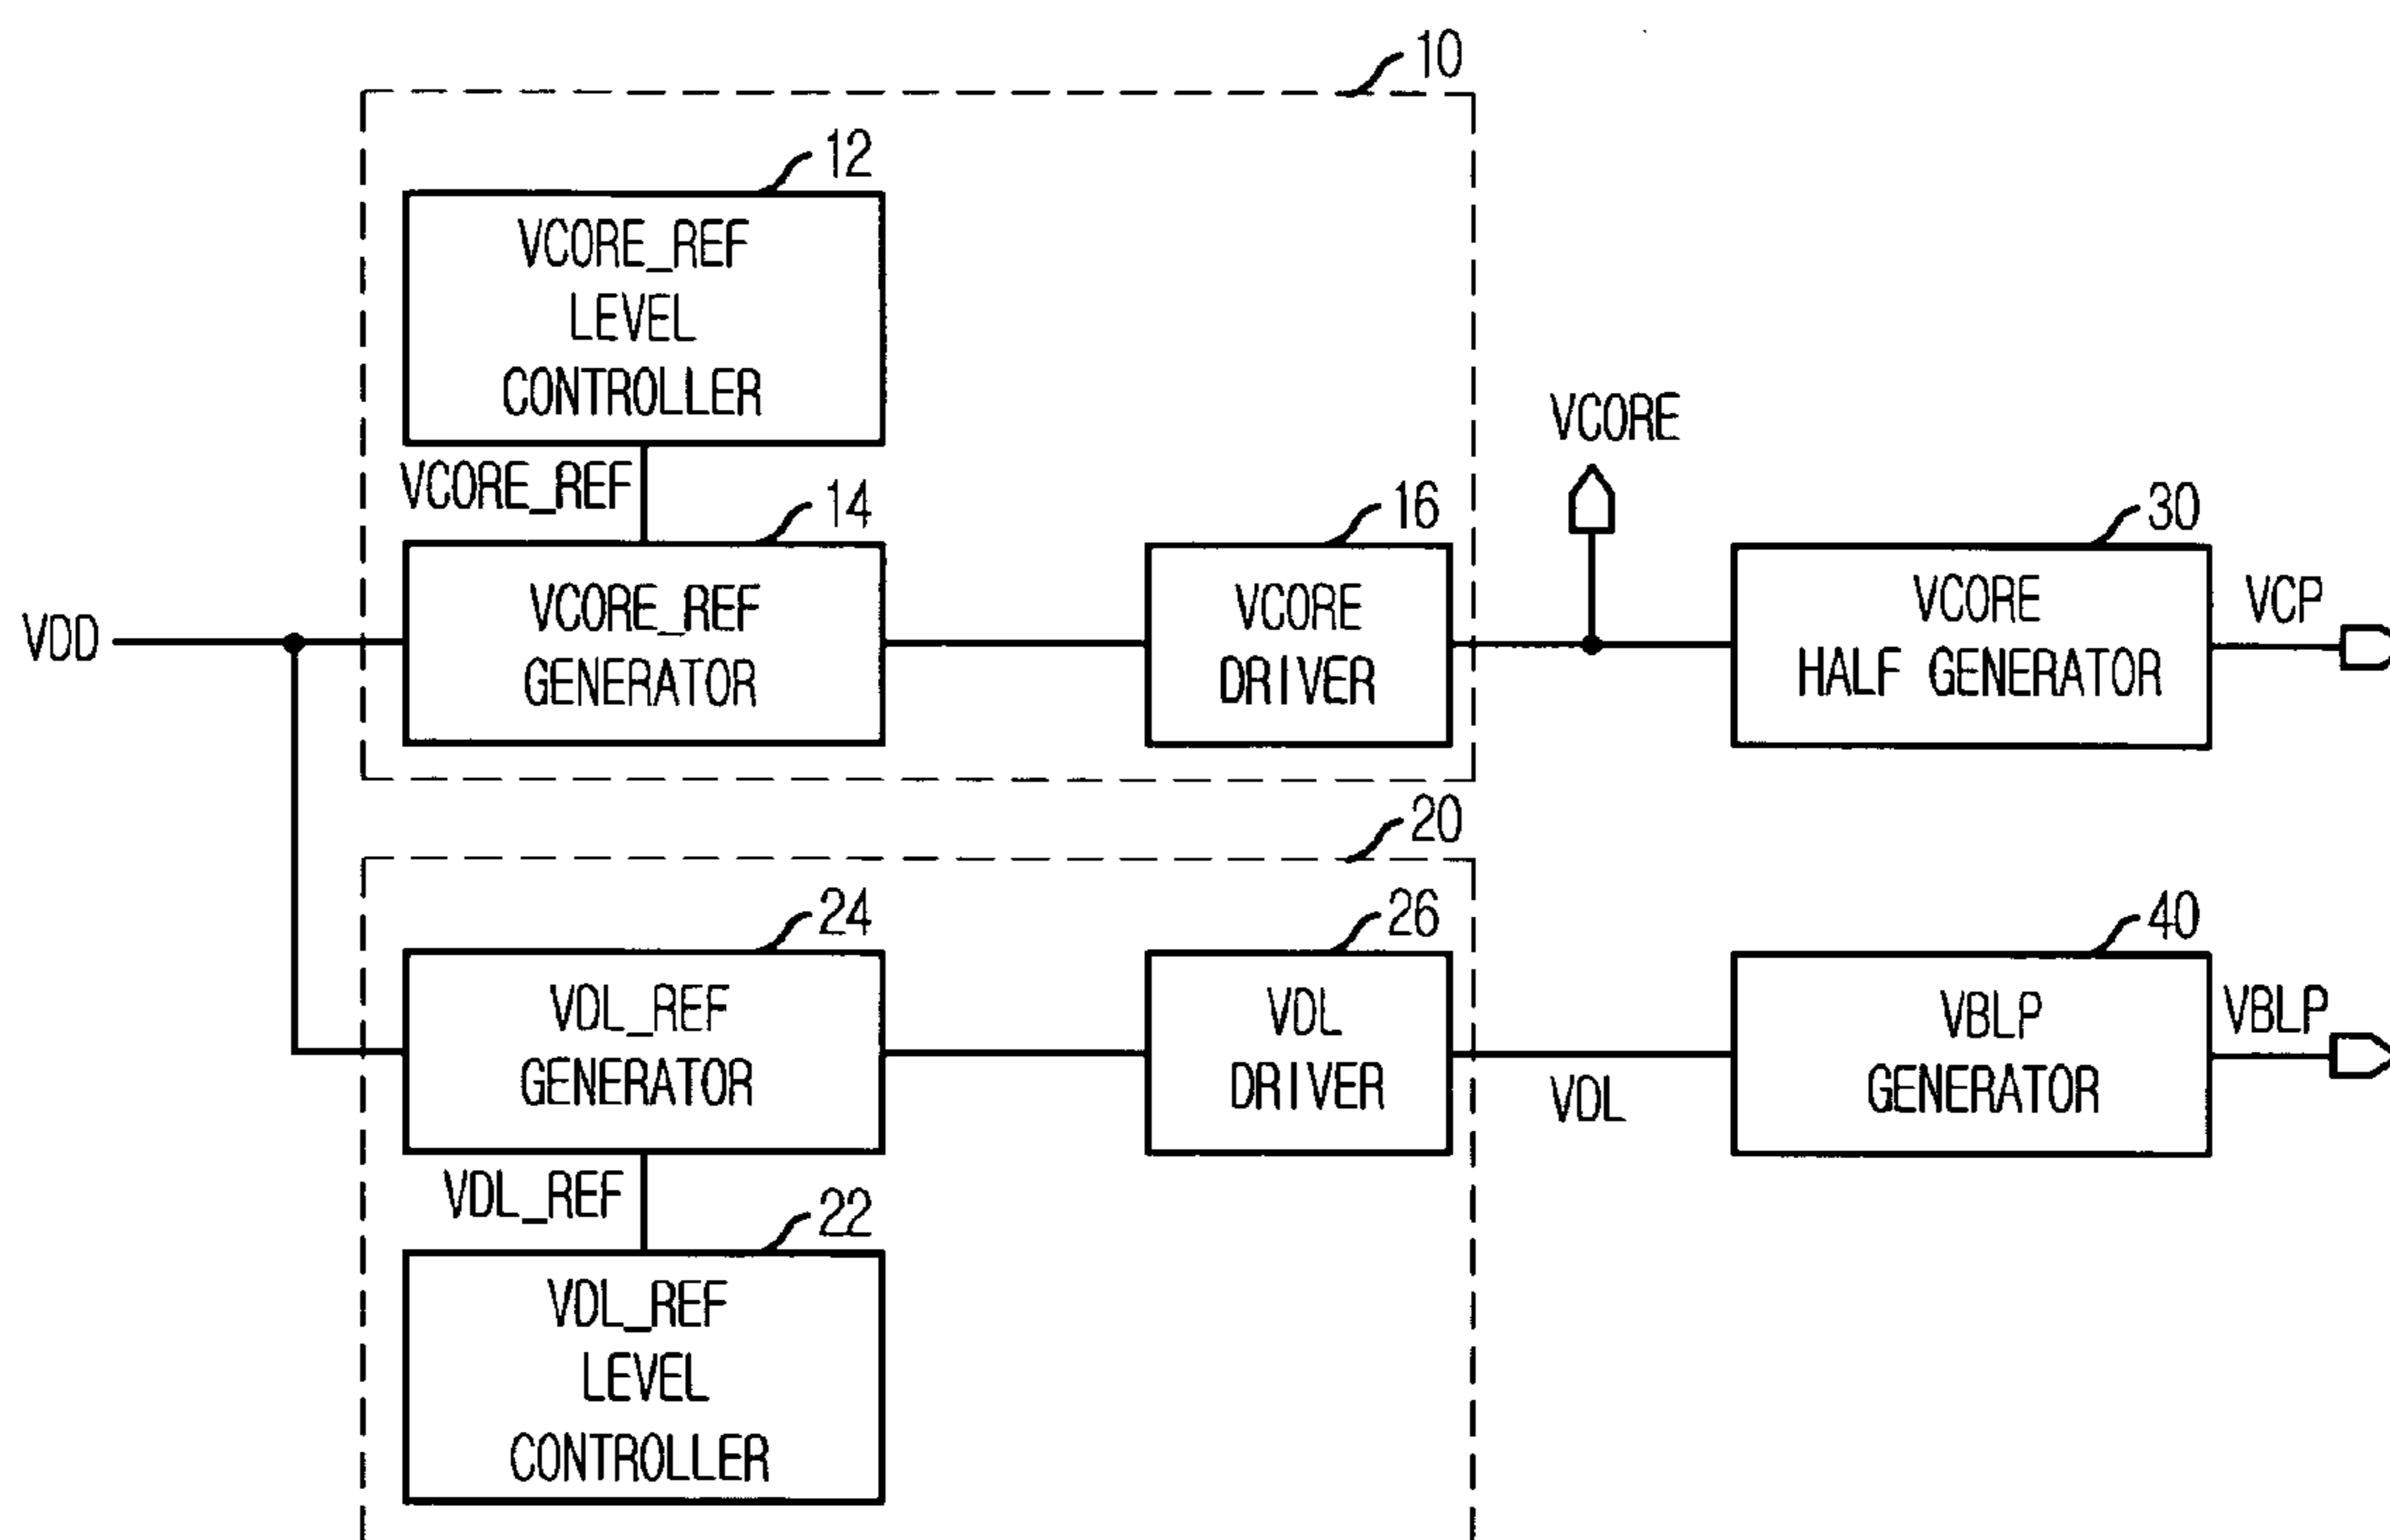 10
12
VCORE_REF
LEVEL
CONTROLLER
VCORE_REF
14
VCORE_REF
GENERATOR
16
VCORE
DRIVER
VCORE
30
VCORE
HALF GENERATOR
VCP
VDD
20
24
VDL_REF
GENERATOR
26
VDL
DRIVER
VDL
40
VBLP
GENERATOR
VBLP
VDL_REF
22
VDL_REF
LEVEL
CONTROLLER